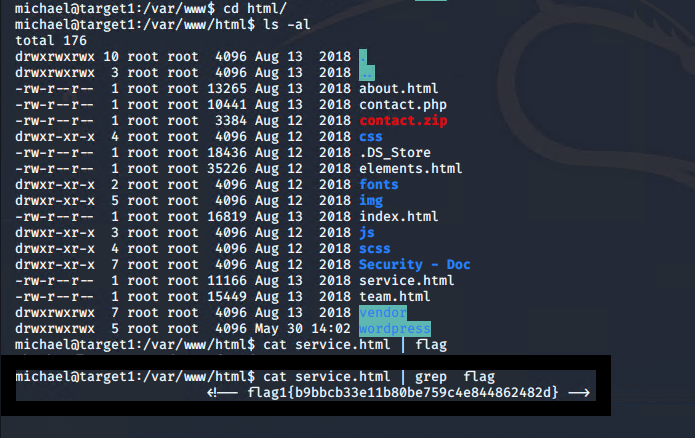 michael@target1:/var/www$ cd html/
michael@target1:/var/www/html$ ls -al
total 176
drwxrwxrwx 10 root root  4096 Aug 13  2018 .
drwxrwxrwx  3 root root  4096 Aug 13  2018 ..
-rw-r--r--  1 root root 13265 Aug 13  2018 about.html
-rw-r--r--  1 root root 10441 Aug 13  2018 contact.php
-rw-r--r--  1 root root  3384 Aug 12  2018 contact.zip
drwxr-xr-x  4 root root  4096 Aug 12  2018 css
-rw-r--r--  1 root root 18436 Aug 12  2018 .DS_Store
-rw-r--r--  1 root root 35226 Aug 12  2018 elements.html
drwxr-xr-x  2 root root  4096 Aug 12  2018 fonts
drwxr-xr-x  5 root root  4096 Aug 12  2018 img
-rw-r--r--  1 root root 16819 Aug 13  2018 index.html
drwxr-xr-x  3 root root  4096 Aug 12  2018 js
drwxr-xr-x  4 root root  4096 Aug 12  2018 scss
drwxr-xr-x  7 root root  4096 Aug 12  2018 Security - Doc
-rw-r--r--  1 root root 11166 Aug 13  2018 service.html
-rw-r--r--  1 root root 15449 Aug 13  2018 team.html
drwxrwxrwx  7 root root  4096 Aug 13  2018 vendor
drwxrwxrwx  5 root root  4096 May 30 14:02 wordpress
michael@target1:/var/www/html$ cat service.html | flag
michael@target1:/var/www/html$ cat service.html | grep  flag
<!-- flag1{b9bbcb33e11b80be759c4e844862482d} -->